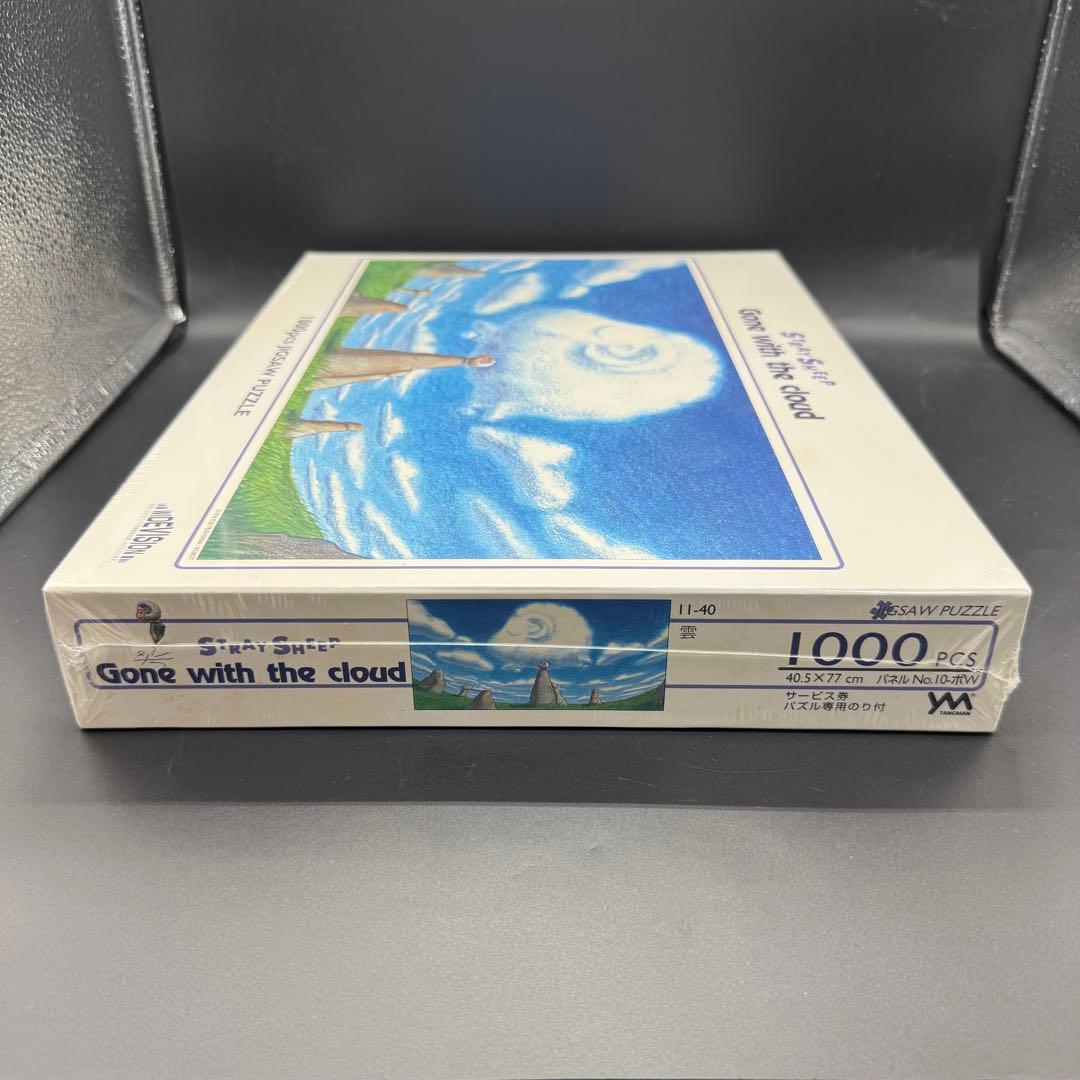 STRAY SHEEP
Gone with the cloud
1000pcs JIGSAW PUZZLE
STRAY SHEEP
Gone with the cloud
11-40
雲
JIGSAW PUZZLE
1000 PCS
40.5×77 cm パネル No.10-ボW
サービス券
パズル専用のり付
YM
YANOMAN